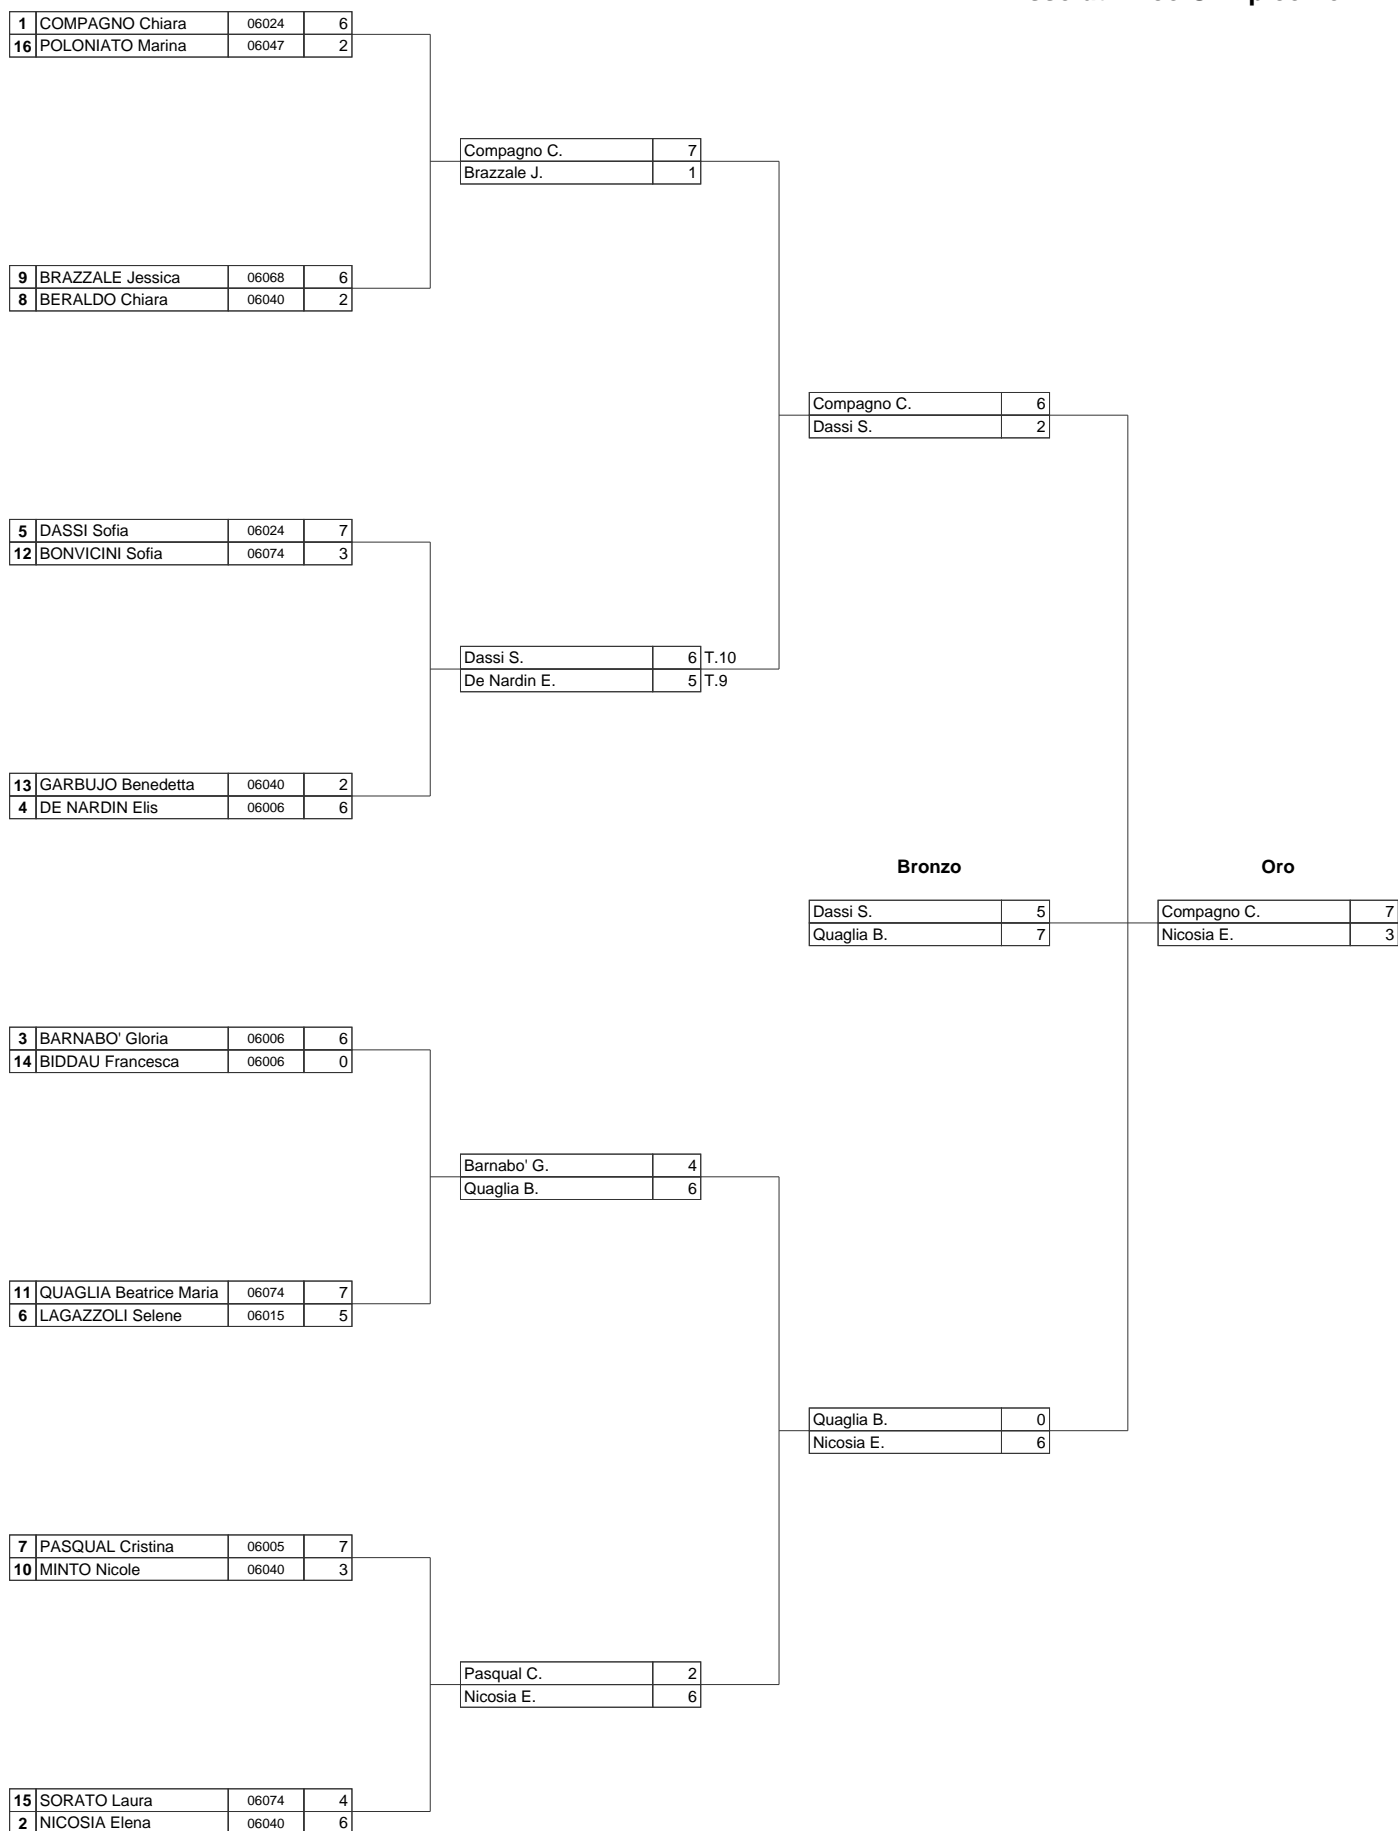 1 COMPAGNO Chiara 06024 6
16 POLONIATO Marina 06047 2
Compagno C. 7
Brazzale J. 1
9 BRAZZALE Jessica 06068 6
8 BERALDO Chiara 06040 2
Compagno C. 6
Dassi S. 2
5 DASSI Sofia 06024 7
12 BONVICINI Sofia 06074 3
Dassi S. 6 T.10
De Nardin E. 5 T.9
13 GARBUJO Benedetta 06040 2
4 DE NARDIN Elis 06006 6
Bronzo Oro
Dassi S. 5 Compagno C. 7
Quaglia B. 7 Nicosia E. 3
3 BARNABO' Gloria 06006 6
14 BIDDAU Francesca 06006 0
Barnabo' G. 4
Quaglia B. 6
11 QUAGLIA Beatrice Maria 06074 7
6 LAGAZZOLI Selene 06015 5
Quaglia B. 0
Nicosia E. 6
7 PASQUAL Cristina 06005 7
10 MINTO Nicole 06040 3
Pasqual C. 2
Nicosia E. 6
15 SORATO Laura 06074 4
2 NICOSIA Elena 06040 6